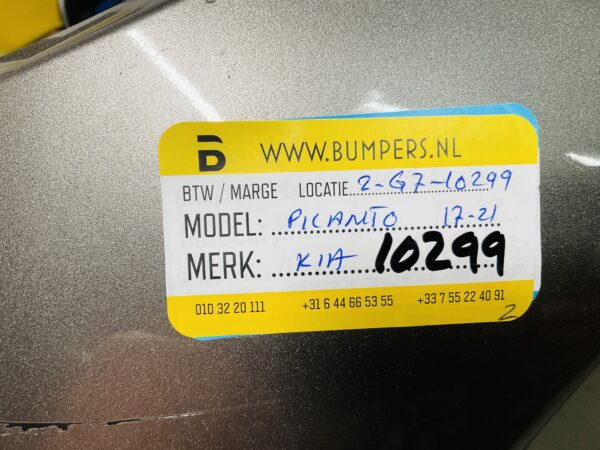 B WWW.BUMPERS.NL
BTW / MARGE LOCATIE 2-G7-10299
MODEL: PICANTO 17-21
MERK: KIA 10299
010 32 20 111 +31 6 44 66 53 55 +33 7 55 22 40 91
2